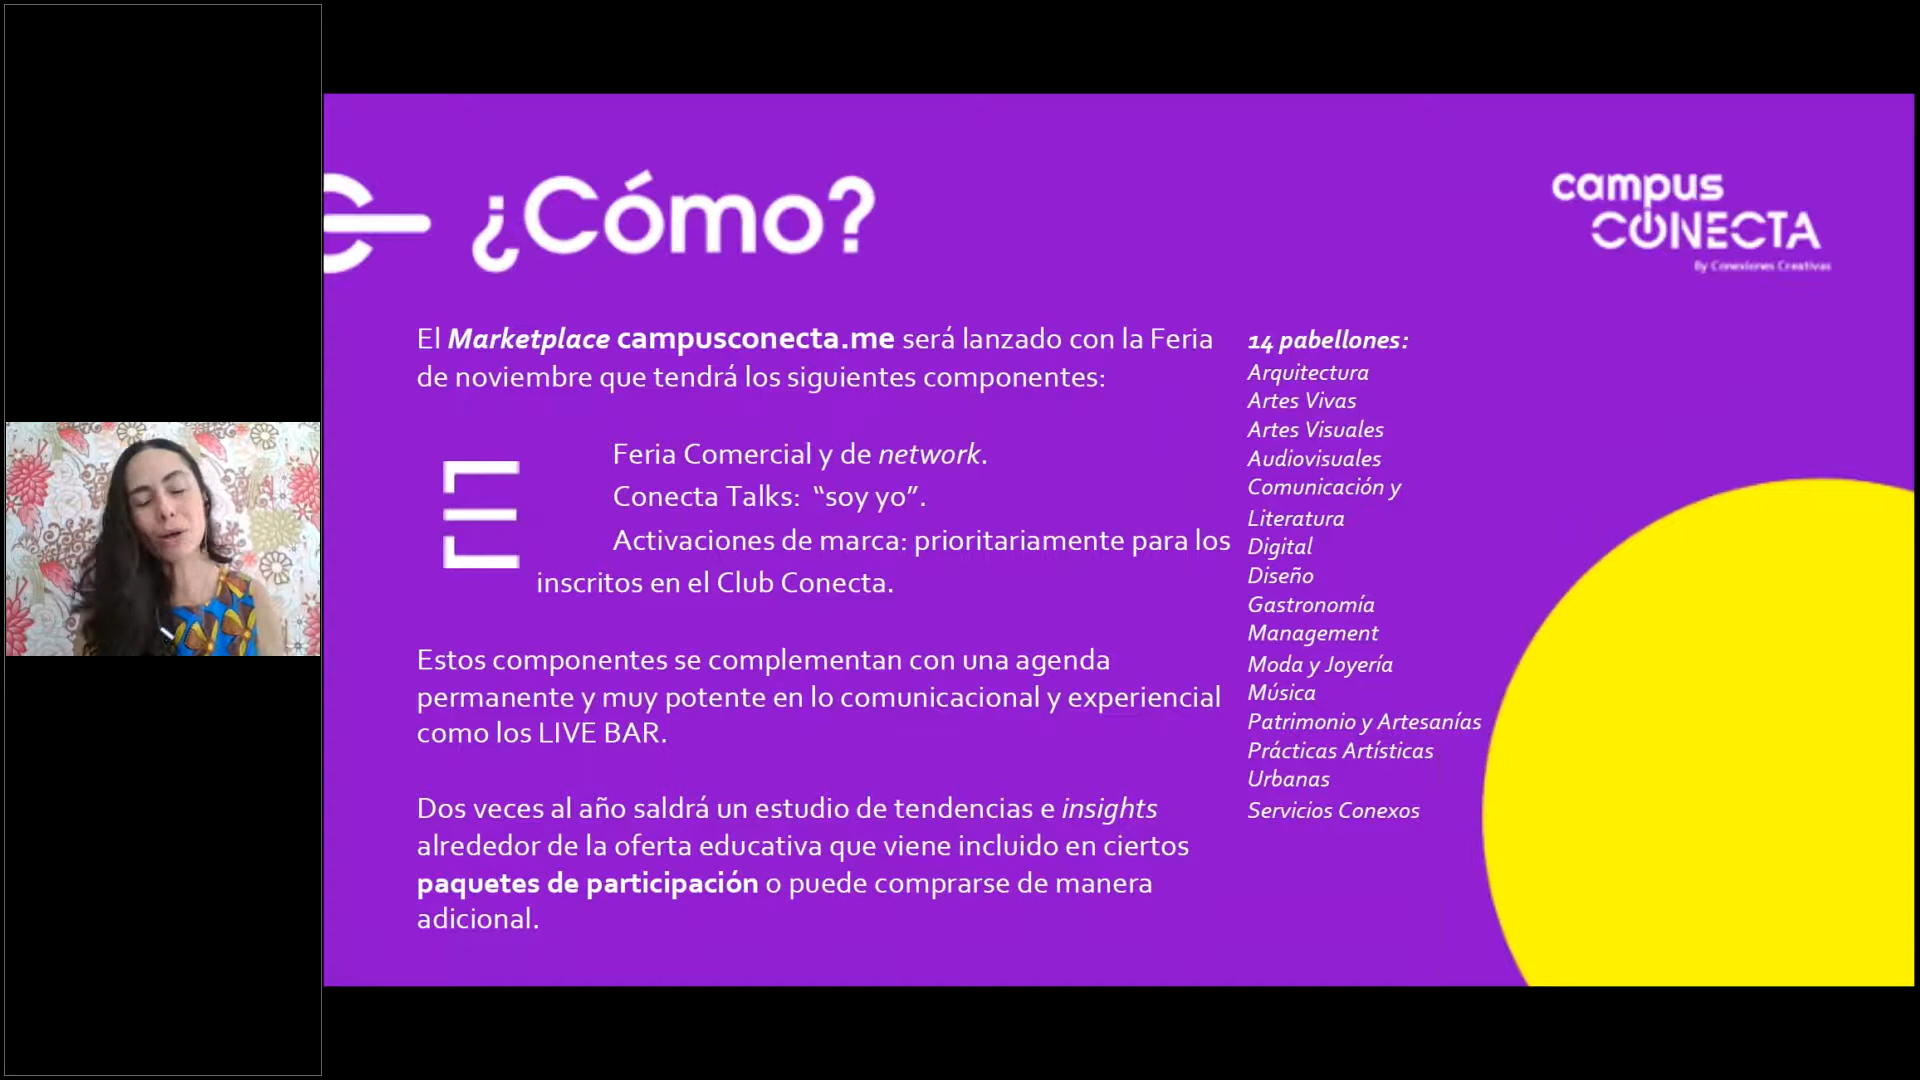 ¿Cómo?
campus
CONECTA
By Conexiones Creativas
El Marketplace campusconecta.me será lanzado con la Feria
de noviembre que tendrá los siguientes componentes:
Feria Comercial y de network.
Conecta Talks: “soy yo”.
Activaciones de marca: prioritariamente para los
inscritos en el Club Conecta.
Estos componentes se complementan con una agenda
permanente y muy potente en lo comunicacional y experiencial
como los LIVE BAR.
Dos veces al año saldrá un estudio de tendencias e insights
alrededor de la oferta educativa que viene incluido en ciertos
paquetes de participación o puede comprarse de manera
adicional.
14 pabellones:
Arquitectura
Artes Vivas
Artes Visuales
Audiovisuales
Comunicación y
Literatura
Digital
Diseño
Gastronomía
Management
Moda y Joyería
Música
Patrimonio y Artesanías
Prácticas Artísticas
Urbanas
Servicios Conexos